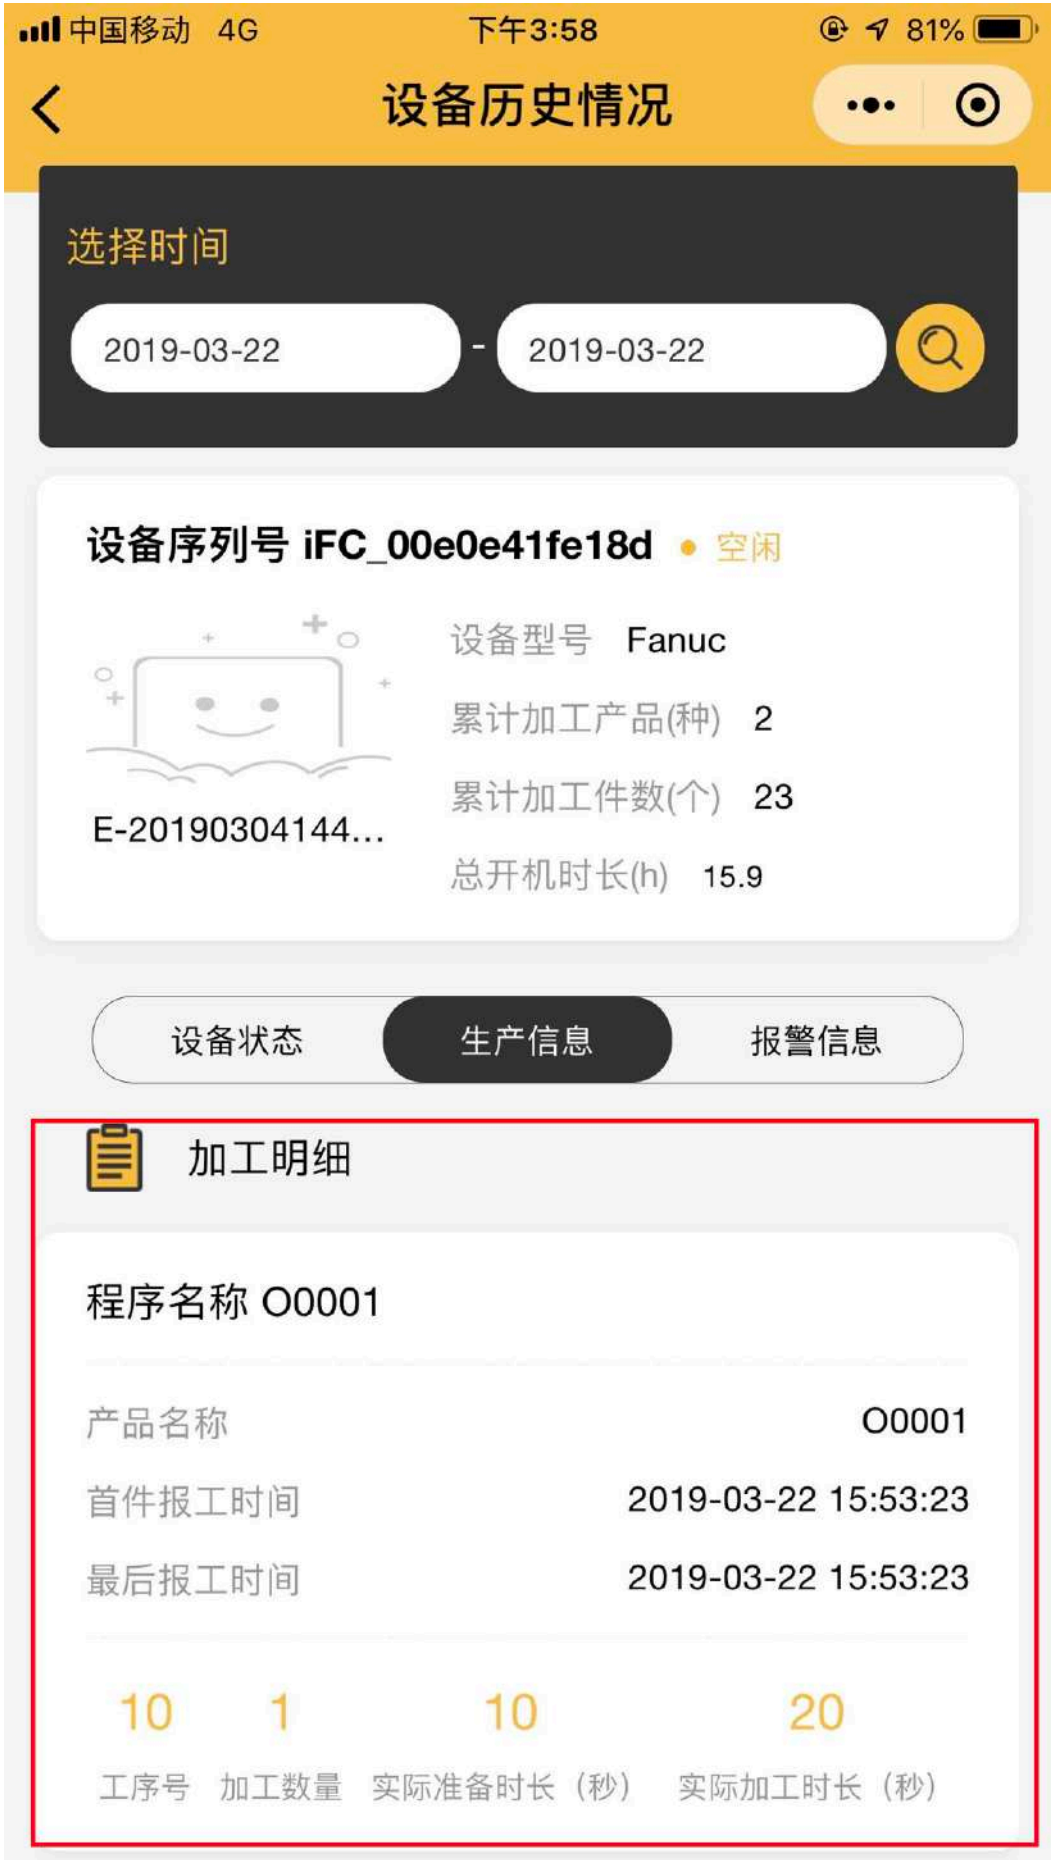 中国移动 4G 下午3:58 81%
设备历史情况
选择时间
2019-03-22 - 2019-03-22
设备序列号 iFC_00e0e41fe18d 空闲
设备型号 Fanuc
累计加工产品(种) 2
累计加工件数(个) 23
E-20190304144...
总开机时长(h) 15.9
设备状态 生产信息 报警信息
加工明细
程序名称 O0001
产品名称 O0001
首件报工时间 2019-03-22 15:53:23
最后报工时间 2019-03-22 15:53:23
10 1 10 20
工序号 加工数量 实际准备时长（秒） 实际加工时长（秒）